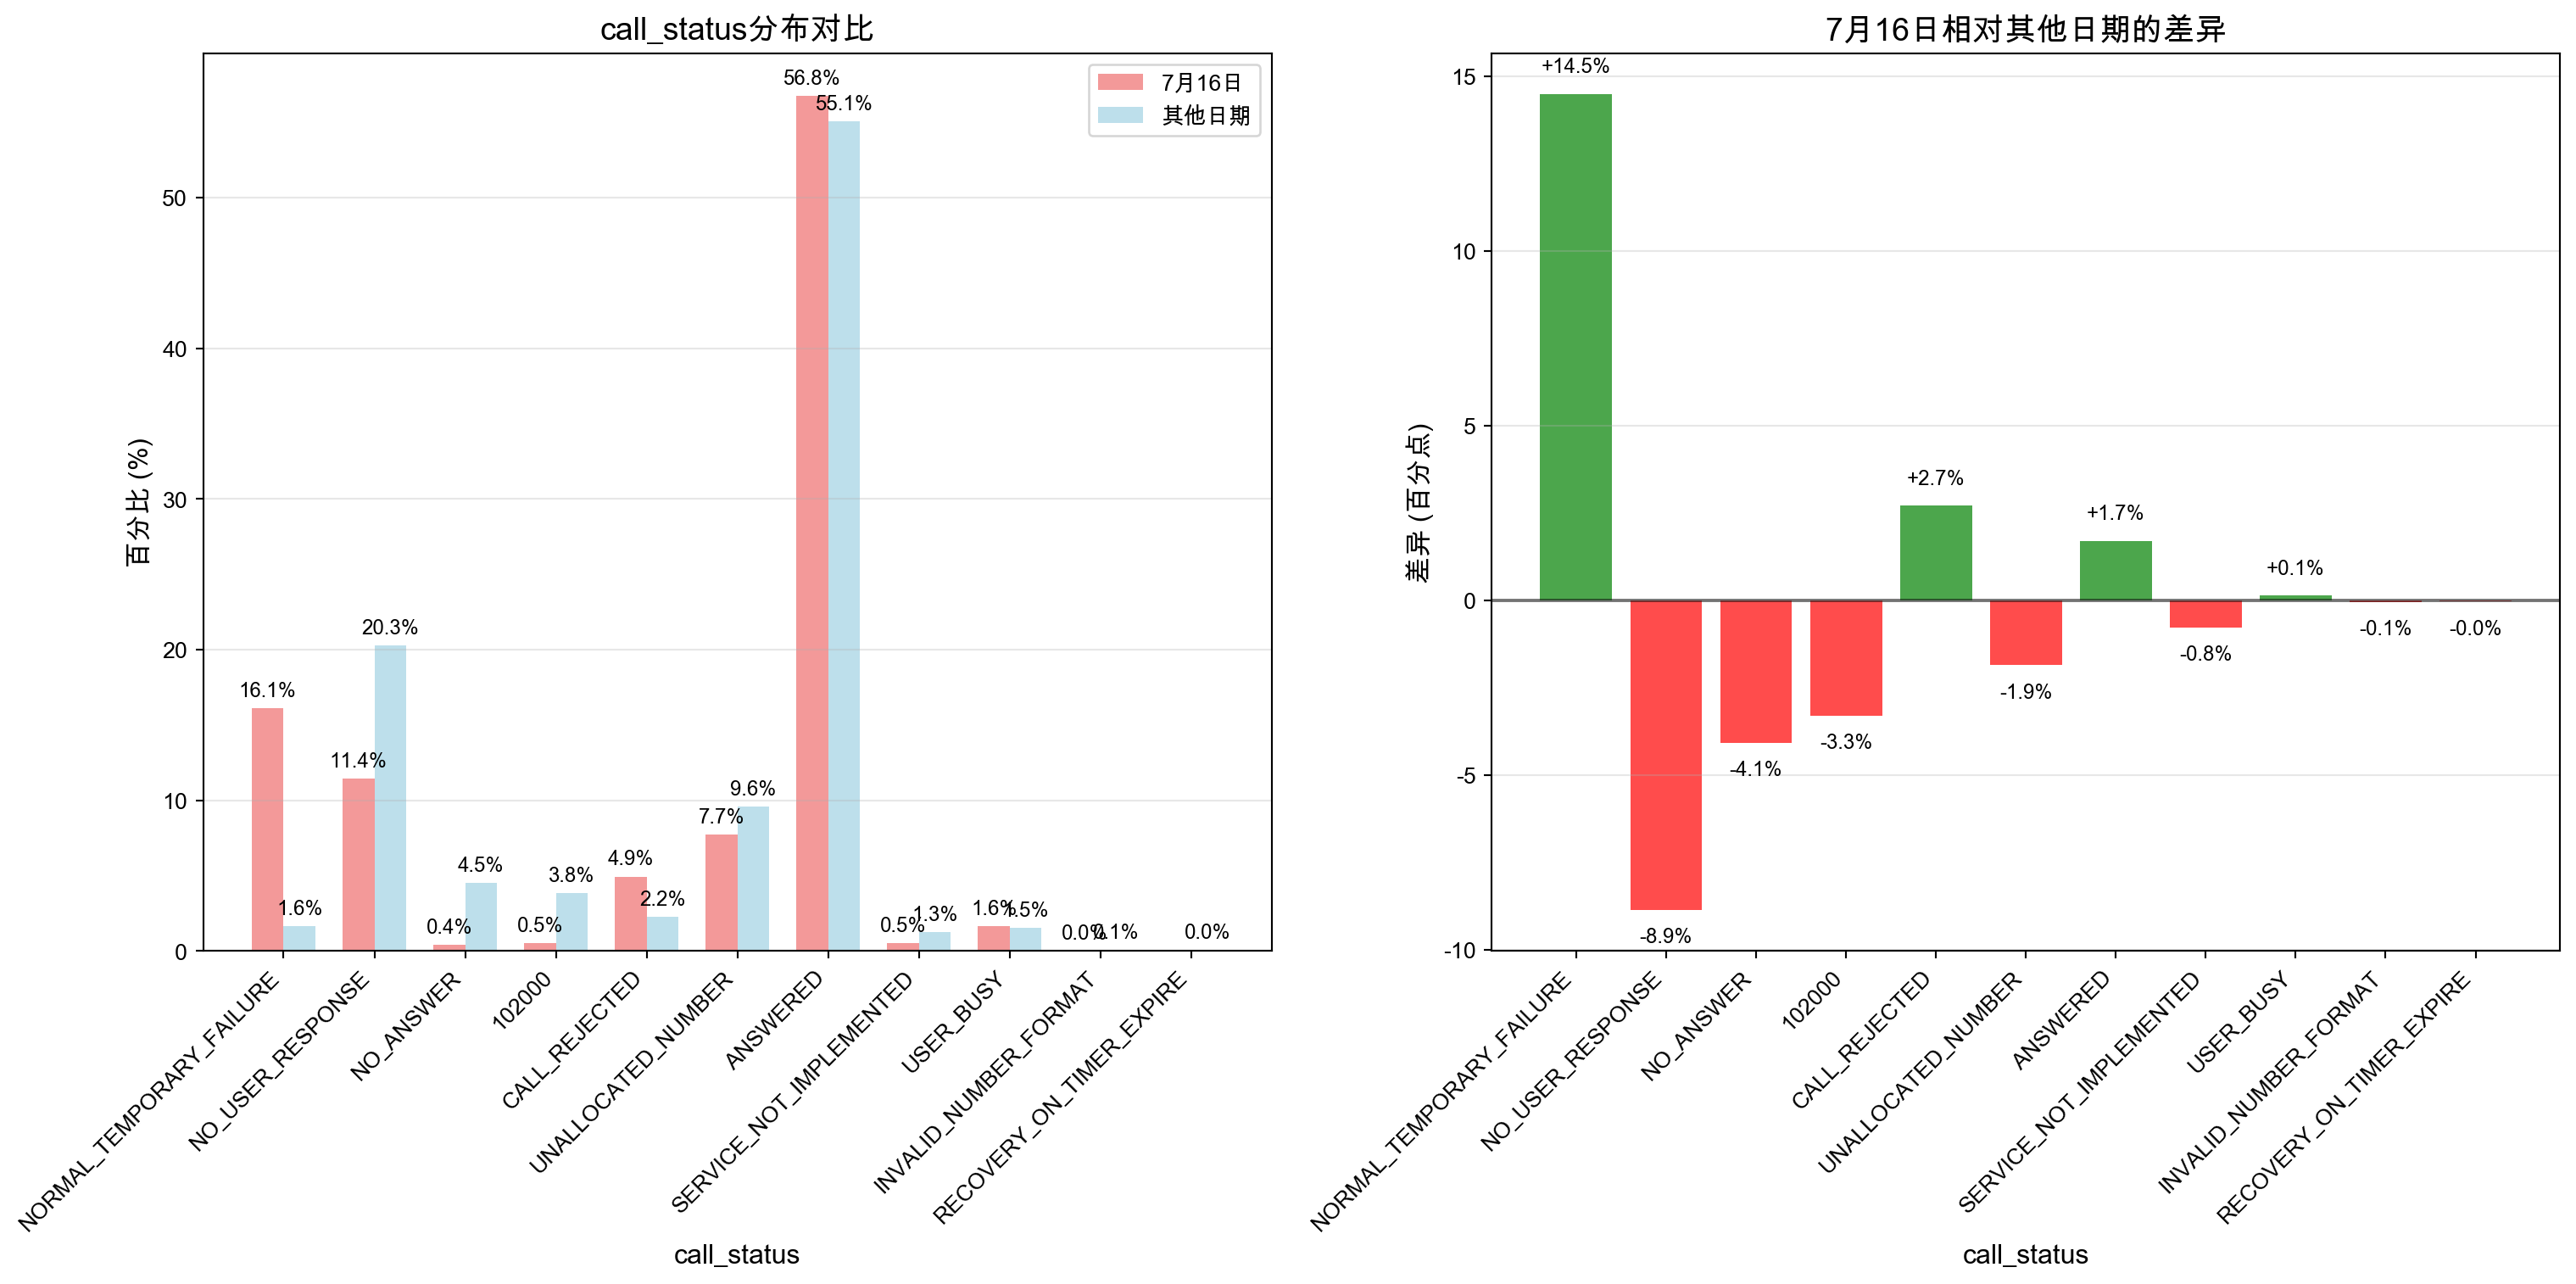 call_status分布对比
7月16日
其他日期
百分比 (%)
50
40
30
20
10
0
16.1%
1.6%
11.4%
20.3%
0.4%
4.5%
0.5%
3.8%
4.9%
2.2%
7.7%
9.6%
56.8%
55.1%
0.5%
1.3%
1.6%
1.5%
0.0%
0.1%
0.0%
NORMAL_TEMPORARY_FAILURE
NO_USER_RESPONSE
NO_ANSWER
102000
CALL_REJECTED
UNALLOCATED_NUMBER
ANSWERED
SERVICE_NOT_IMPLEMENTED
USER_BUSY
INVALID_NUMBER_FORMAT
RECOVERY_ON_TIMER_EXPIRE
call_status
7月16日相对其他日期的差异
差异 (百分点)
15
10
5
0
-5
-10
+14.5%
-8.9%
-4.1%
-3.3%
+2.7%
-1.9%
+1.7%
-0.8%
+0.1%
-0.1%
-0.0%
NORMAL_TEMPORARY_FAILURE
NO_USER_RESPONSE
NO_ANSWER
102000
CALL_REJECTED
UNALLOCATED_NUMBER
ANSWERED
SERVICE_NOT_IMPLEMENTED
USER_BUSY
INVALID_NUMBER_FORMAT
RECOVERY_ON_TIMER_EXPIRE
call_status